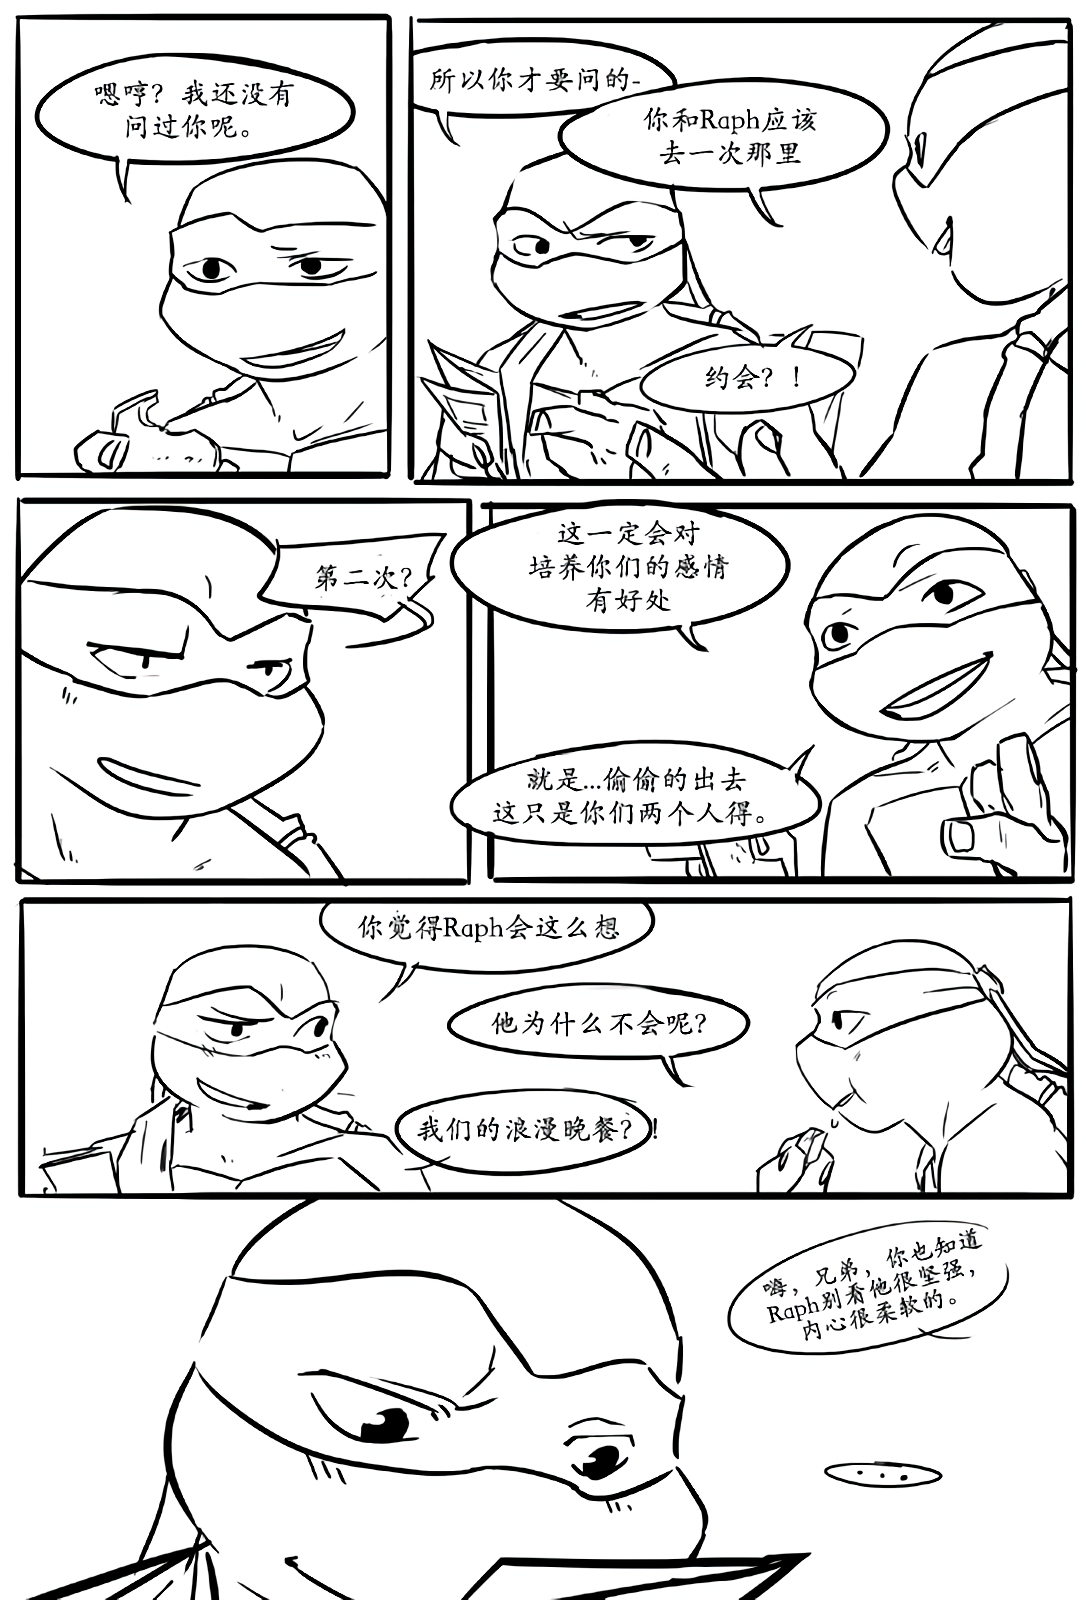 嗯哼？我还没有
问过你呢。
所以你才要问的-
你和Raph应该
去一次那里
约会？！
第二次？
这一定会对
培养你们的感情
有好处
就是...偷偷的出去
这只是你们两个人得。
你觉得Raph会这么想
他为什么不会呢？
我们的浪漫晚餐？！
嗨，兄弟，你也知道
Raph别看他很坚强，
内心很柔软的。
...